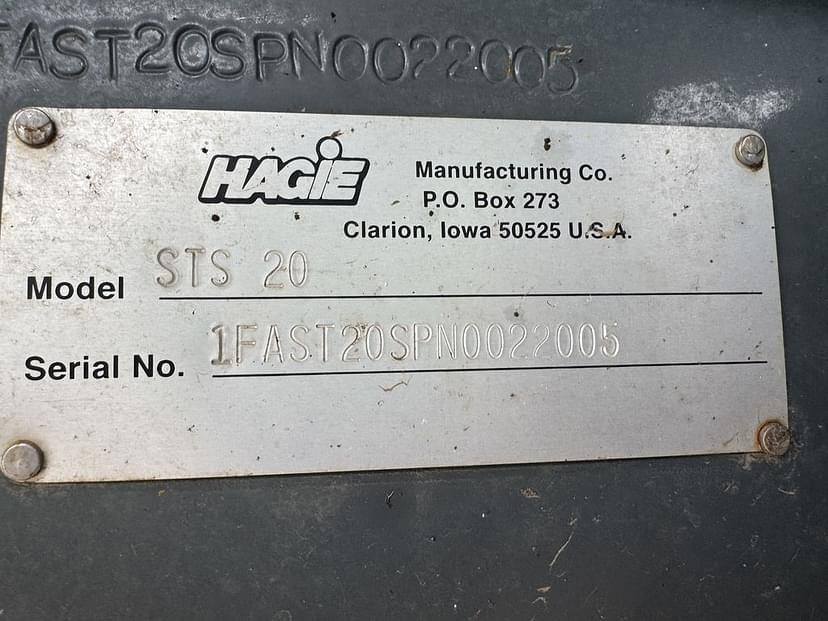 FAST20SPN0022005
HAGIE
Manufacturing Co.
P.O. Box 273
Clarion, Iowa 50525 U.S.A.
Model STS 20
Serial No. 1FAST20SPN0022005